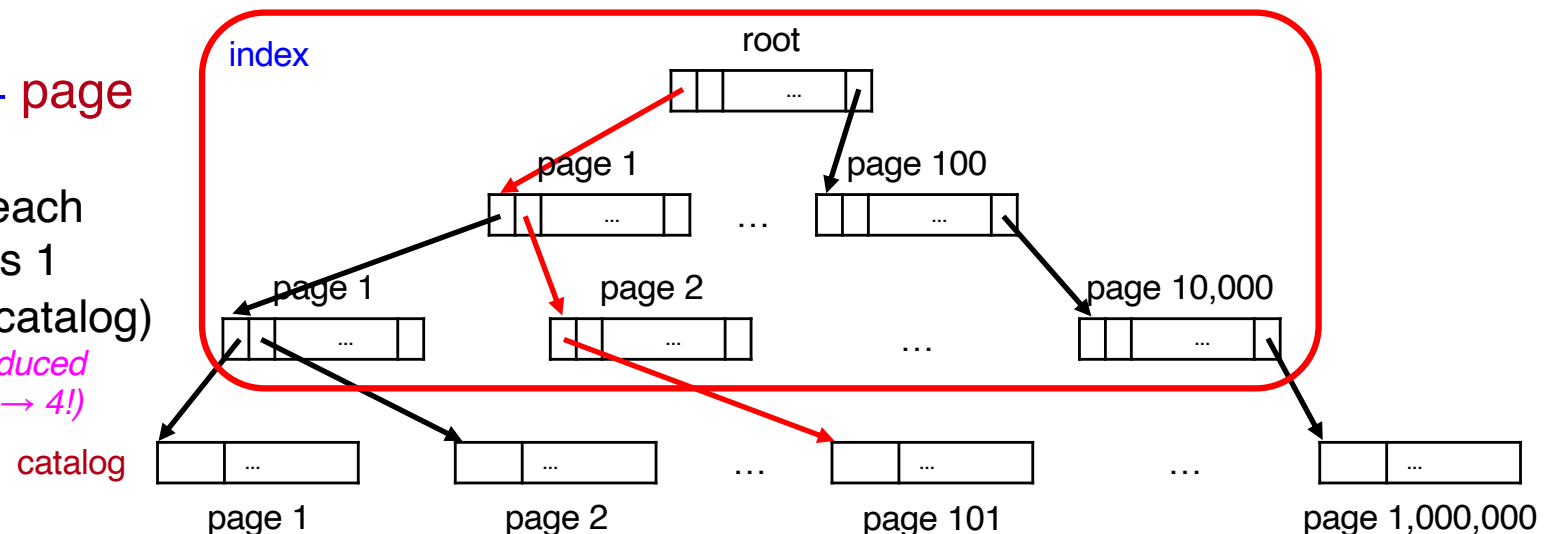 root
index
- page
...
page 1
page 100
each
...
...
...
s 1
page 1
page 2
page 10,000
catalog)
...
...
...
...
duced
→ 4!)
catalog
...
...
...
...
...
...
page 1
page 2
page 101
page 1,000,000